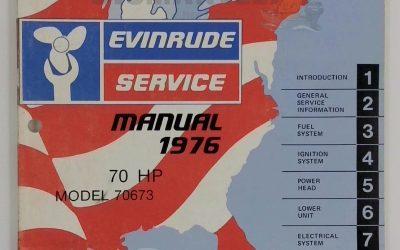 EVINRUDE
SERVICE
MANUAL
1976
70 HP
MODEL 70673
INTRODUCTION 1
GENERAL
SERVICE
INFORMATION 2
FUEL
SYSTEM 3
IGNITION
SYSTEM 4
POWER
HEAD 5
LOWER
UNIT 6
ELECTRICAL
SYSTEM 7